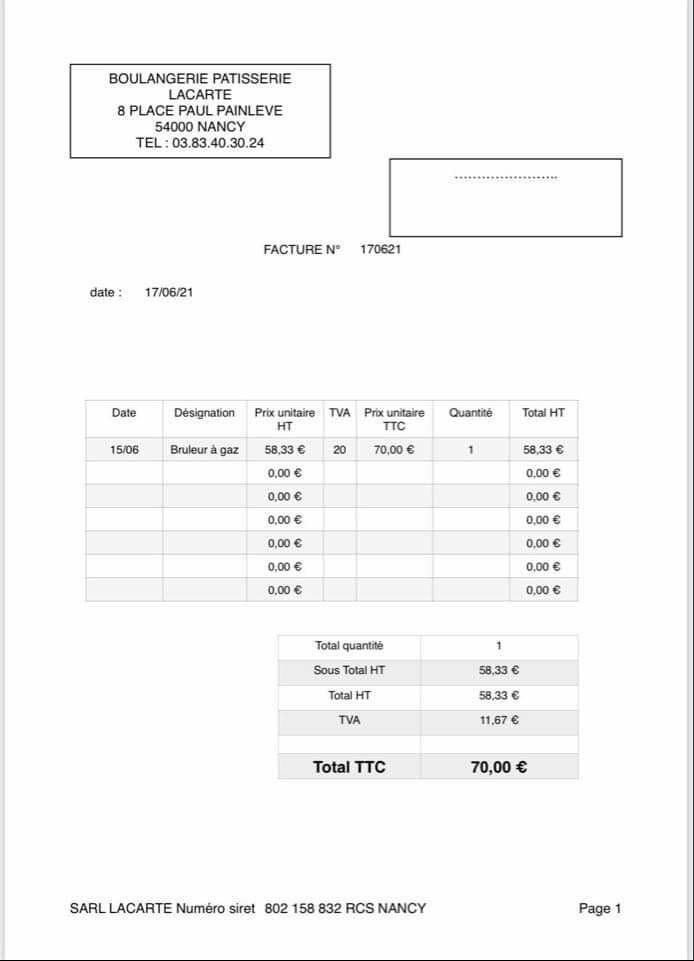 BOULANGERIE PATISSERIE
LACARTE
8 PLACE PAUL PAINLEVE
54000 NANCY
TEL : 03.83.40.30.24
.......................
FACTURE N° 170621
date : 17/06/21
Date Désignation Prix unitaire HT TVA Prix unitaire TTC Quantité Total HT
15/06 Bruleur à gaz 58,33 € 20 70,00 € 1 58,33 €
0,00 € 0,00 €
0,00 € 0,00 €
0,00 € 0,00 €
0,00 € 0,00 €
0,00 € 0,00 €
0,00 € 0,00 €
Total quantité 1
Sous Total HT 58,33 €
Total HT 58,33 €
TVA 11,67 €
Total TTC 70,00 €
SARL LACARTE Numéro siret 802 158 832 RCS NANCY Page 1